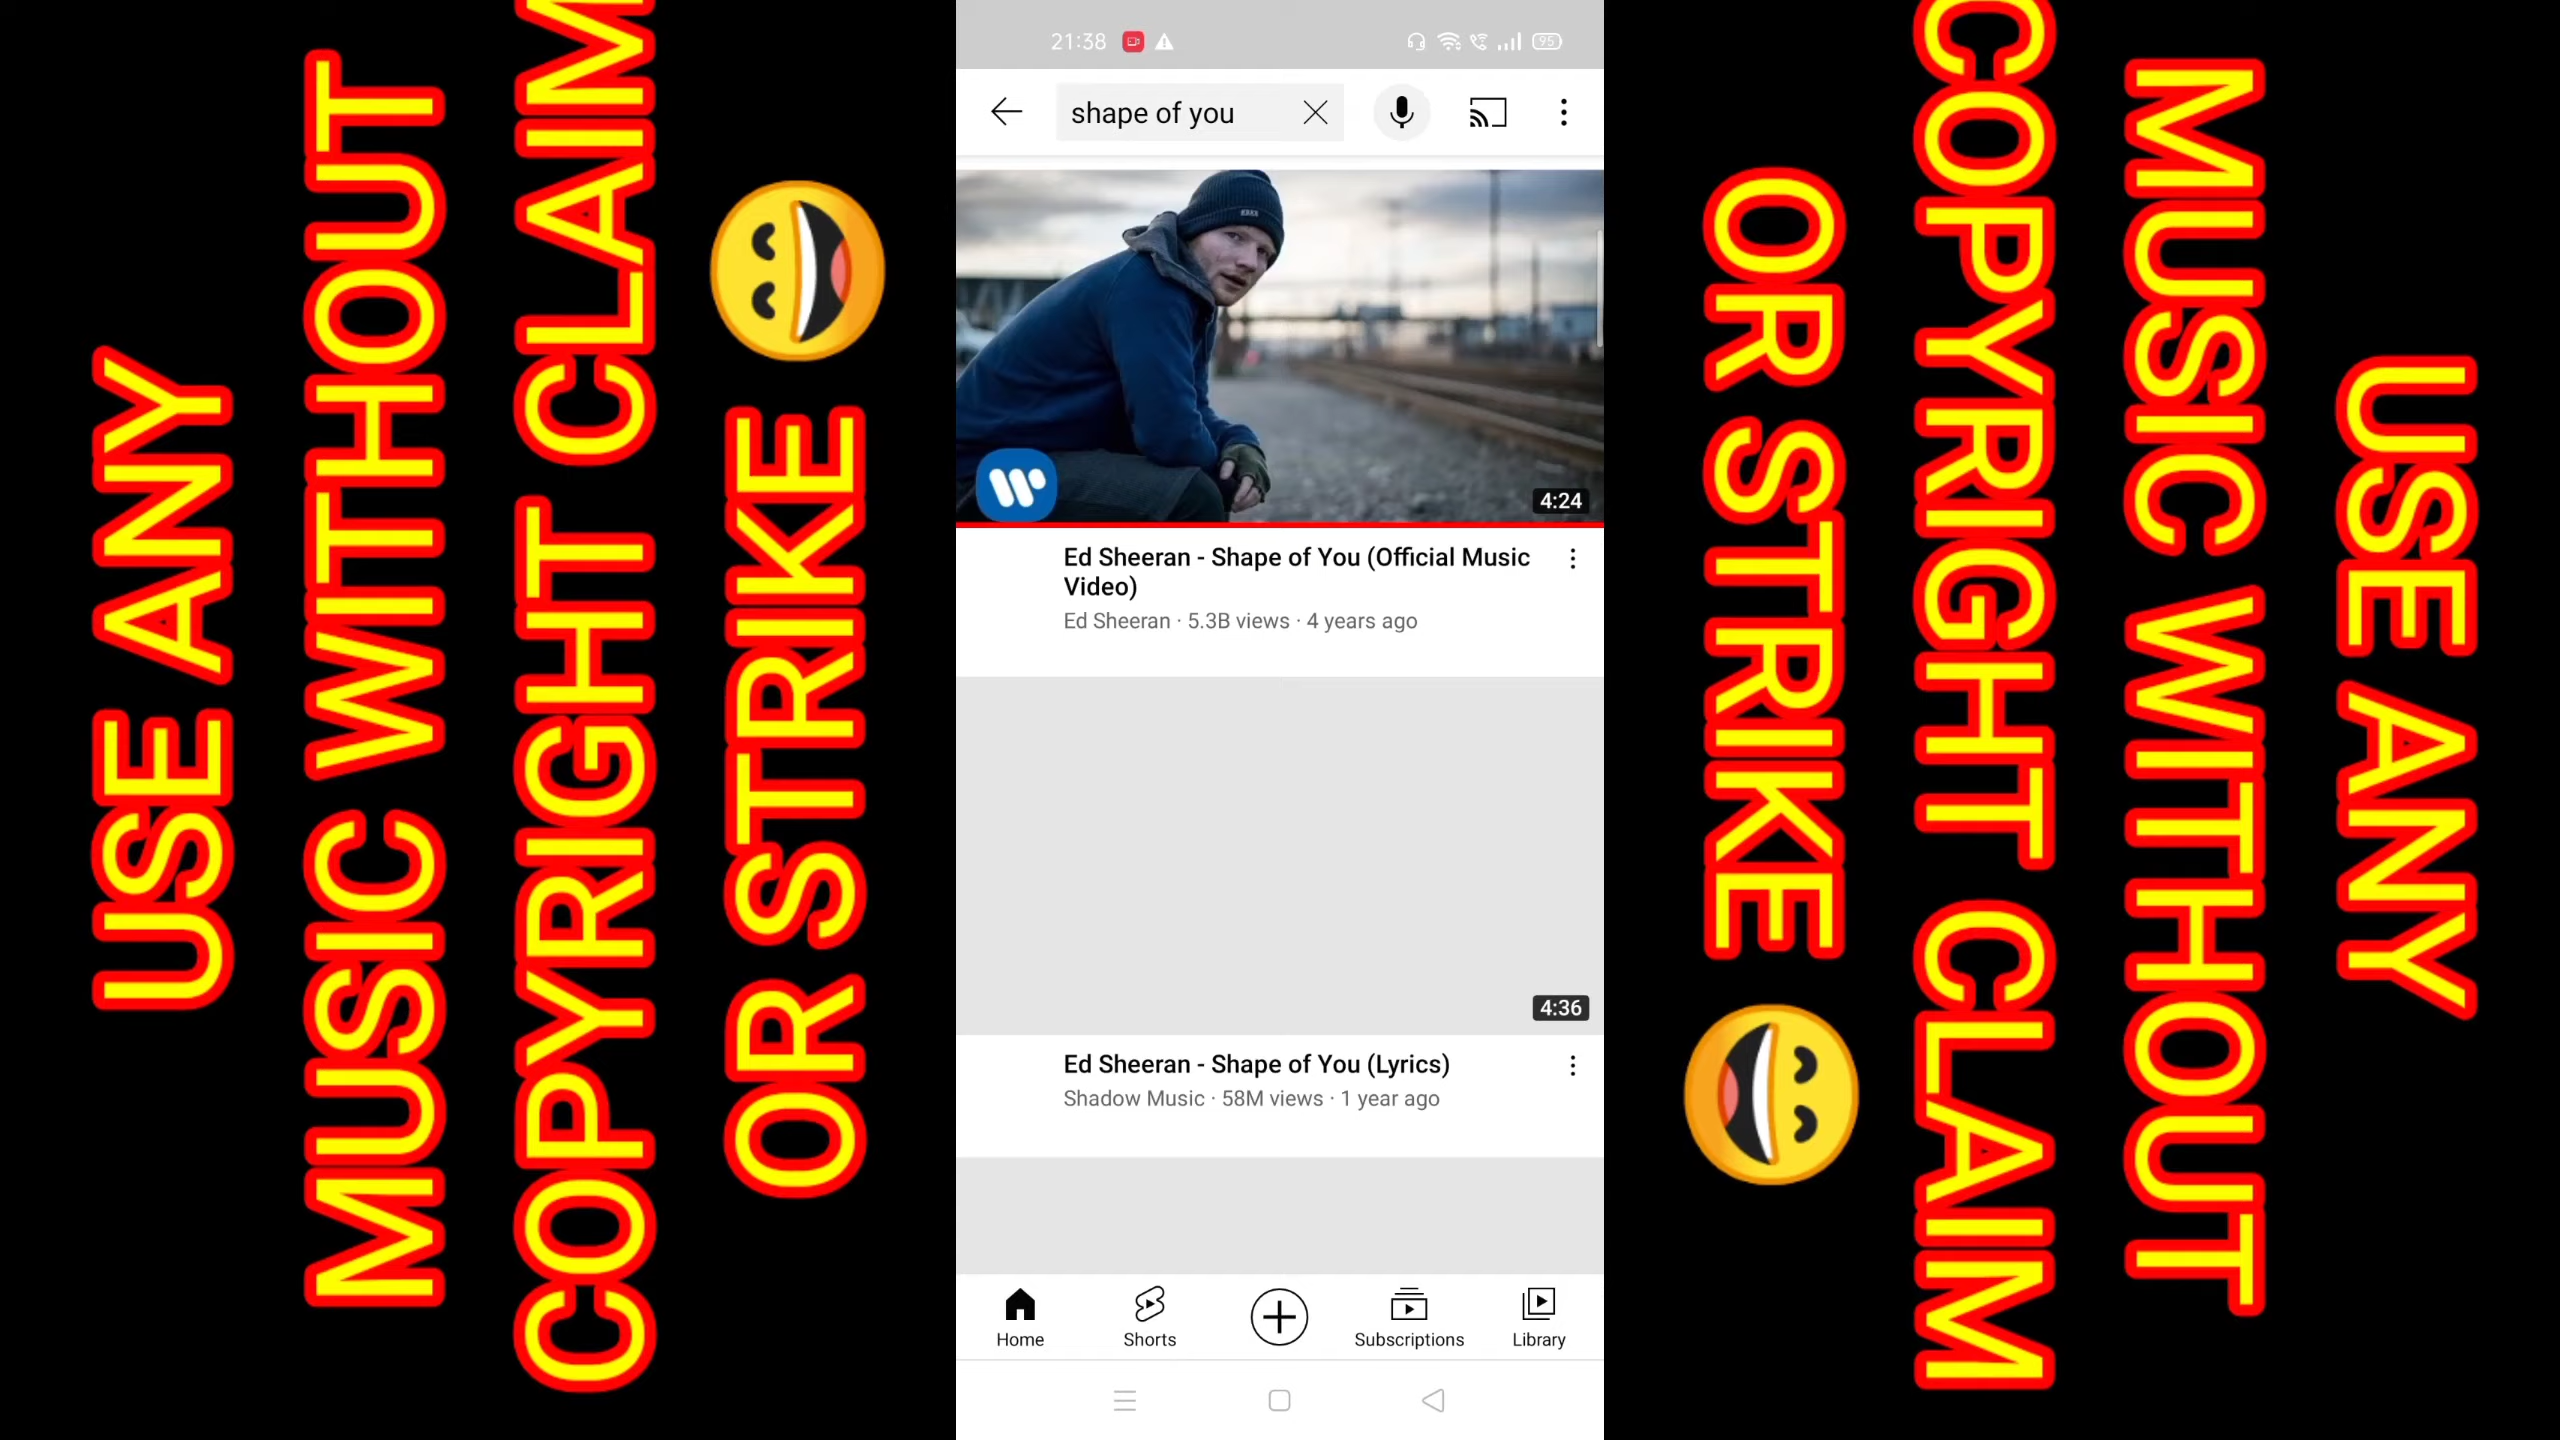 USE ANY
MUSIC WITHOUT
COPYRIGHT CLAIM
OR STRIKE
21:38
95
shape of you
4:24
Ed Sheeran - Shape of You (Official Music
Video)
Ed Sheeran · 5.3B views · 4 years ago
4:36
Ed Sheeran - Shape of You (Lyrics)
Shadow Music · 58M views · 1 year ago
Home
Shorts
Subscriptions
Library
USE ANY
MUSIC WITHOUT
COPYRIGHT CLAIM
OR STRIKE